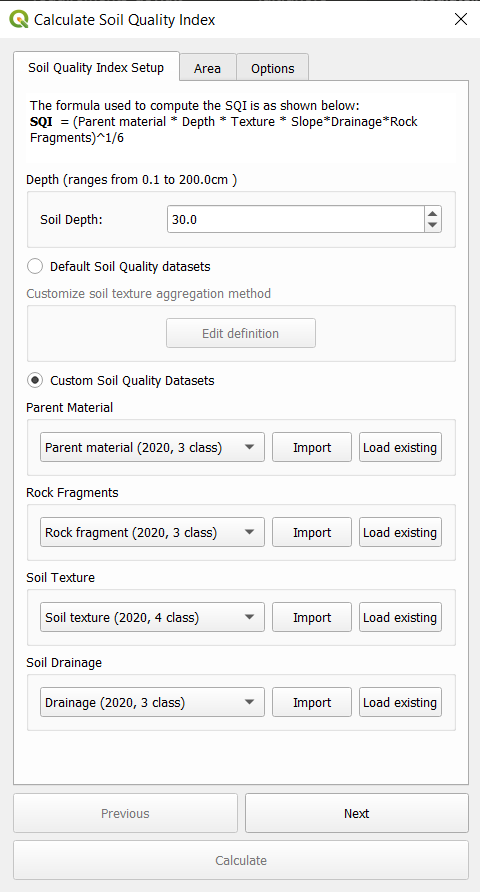 Calculate Soil Quality Index
Soil Quality Index Setup
Area
Options
The formula used to compute the SQI is as shown below:
SQI = (Parent material * Depth * Texture * Slope*Drainage*Rock
Fragments)^1/6
Depth (ranges from 0.1 to 200.0cm )
Soil Depth:
30.0
Default Soil Quality datasets
Customize soil texture aggregation method
Edit definition
Custom Soil Quality Datasets
Parent Material
Parent material (2020, 3 class)
Import
Load existing
Rock Fragments
Rock fragment (2020, 3 class)
Import
Load existing
Soil Texture
Soil texture (2020, 4 class)
Import
Load existing
Soil Drainage
Drainage (2020, 3 class)
Import
Load existing
Previous
Next
Calculate